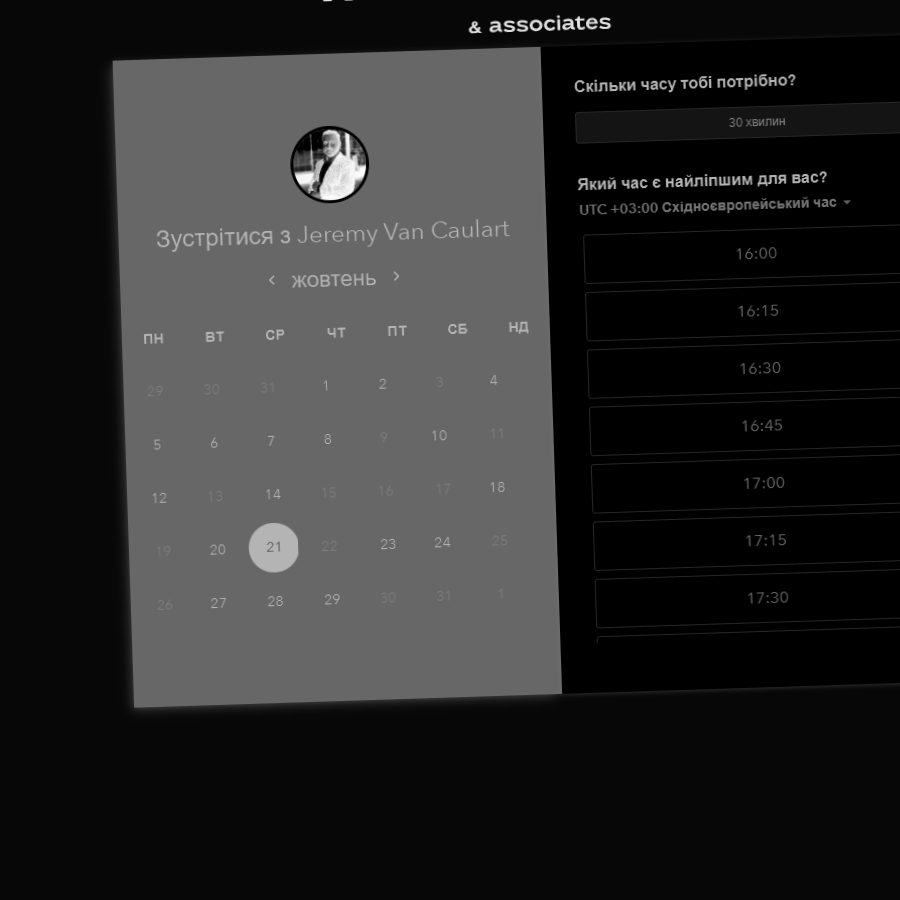 & associates
Зустрітися з Jeremy Van Caulart
жовтень
ПН ВТ СР ЧТ ПТ СБ НД
29 30 31 1 2 3 4
5 6 7 8 9 10 11
12 13 14 15 16 17 18
19 20 21 22 23 24 25
26 27 28 29 30 31 1
Скільки часу тобі потрібно?
30 хвилин
Який час є найліпшим для вас?
UTC +03:00 Східноєвропейський час
16:00
16:15
16:30
16:45
17:00
17:15
17:30